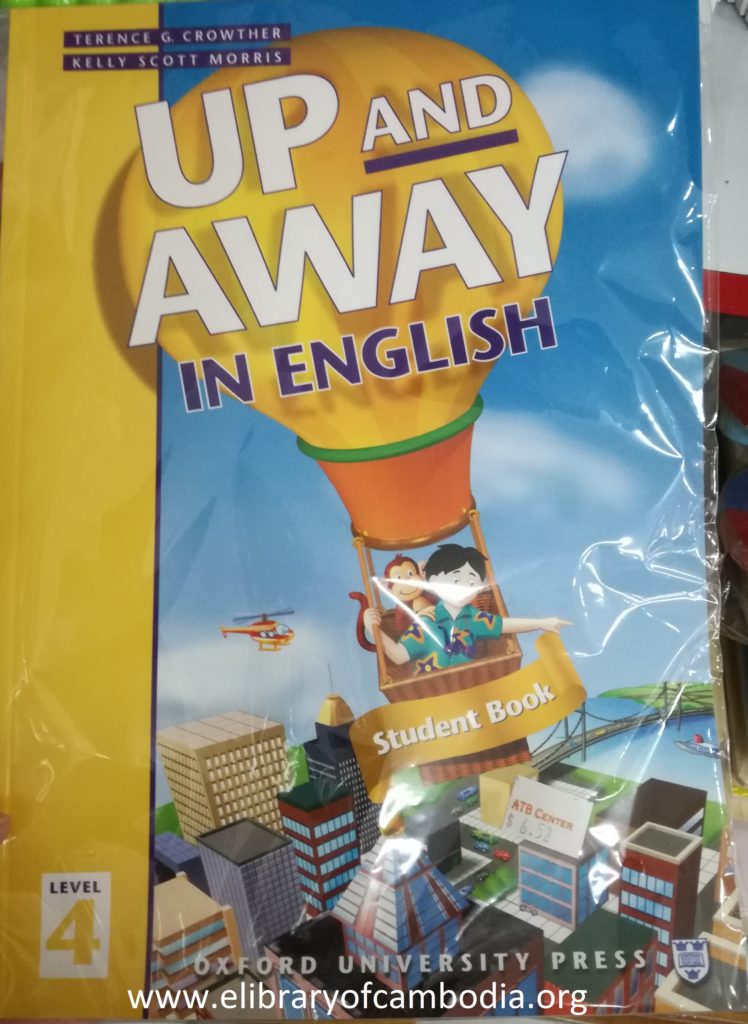 TERENCE G. CROWTHER
KELLY SCOTT MORRIS
UP AND
AWAY
IN ENGLISH
Student Book
ATB CENTER
$ 6.52
LEVEL
4
OXFORD UNIVERSITY PRESS
www.elibraryofcambodia.org